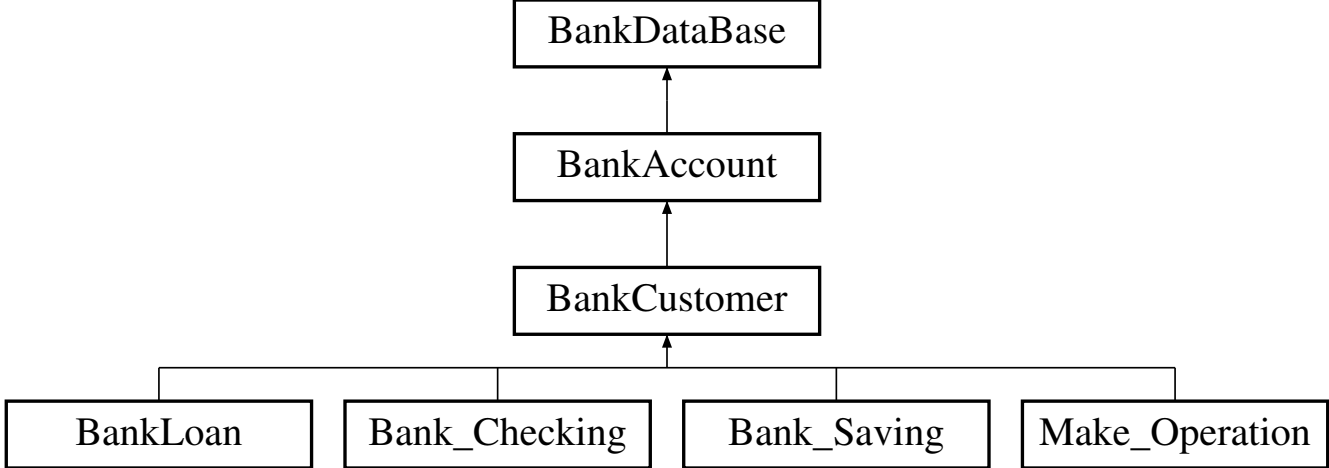 BankDataBase
BankAccount
BankCustomer
BankLoan
Bank_Checking
Bank_Saving
Make_Operation